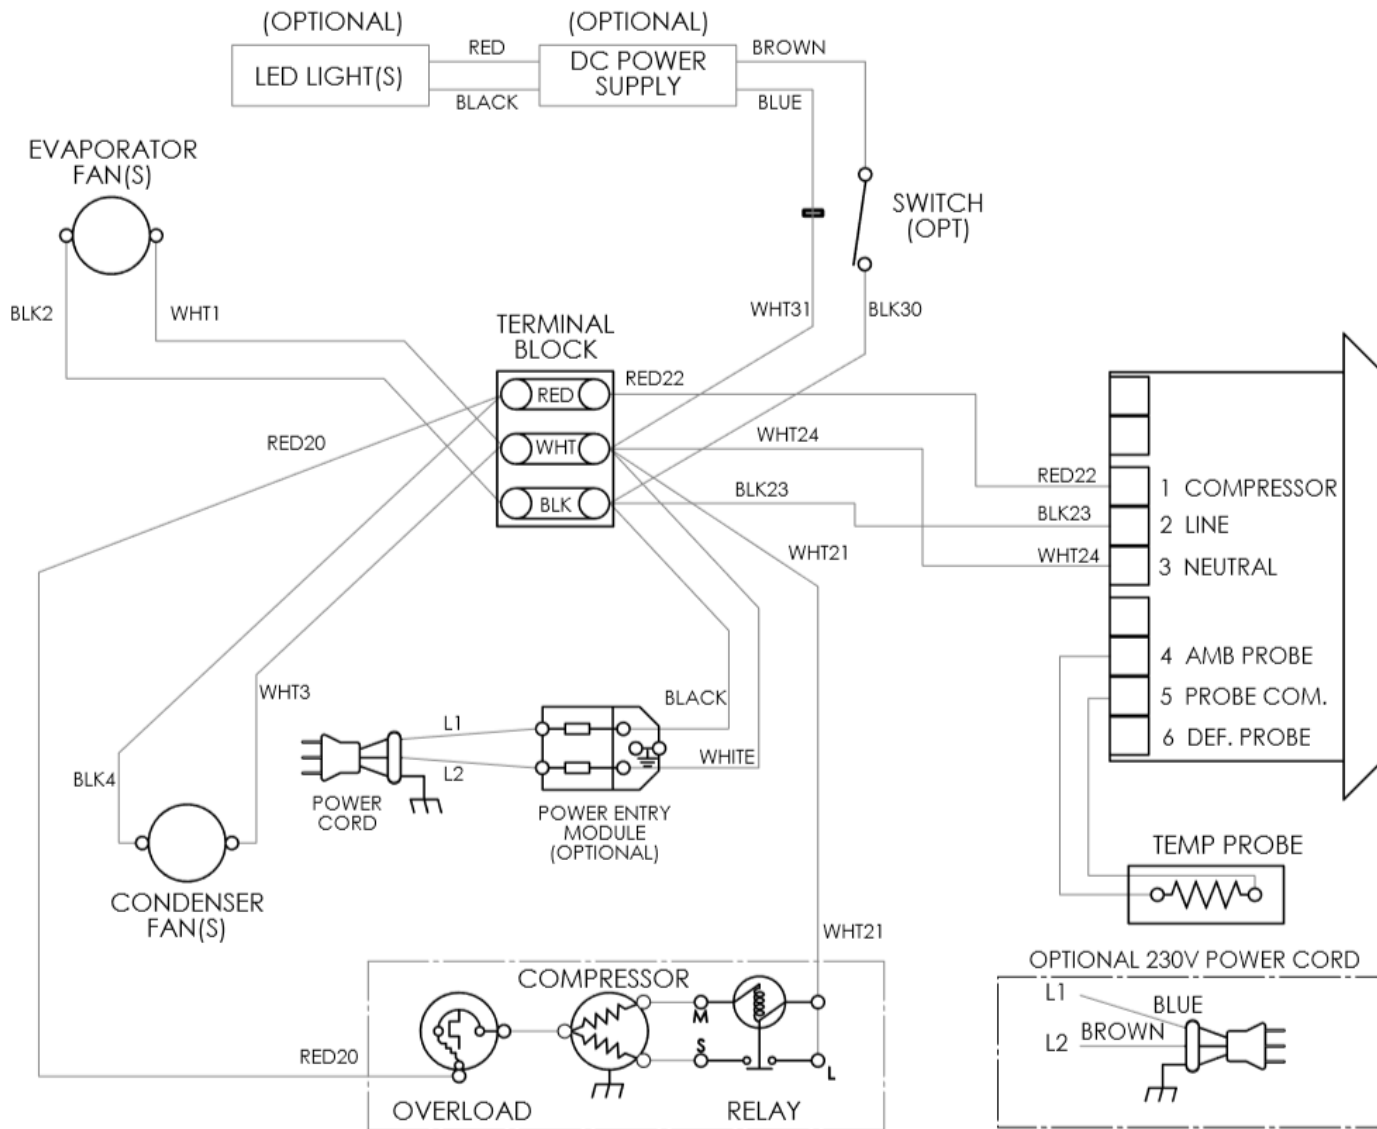 (OPTIONAL)
(OPTIONAL)
LED LIGHT(S)
RED
BLACK
DC POWER
SUPPLY
BROWN
BLUE
EVAPORATOR
FAN(S)
SWITCH
(OPT)
BLK2
WHT1
WHT31
BLK30
TERMINAL
BLOCK
RED
WHT
BLK
RED22
RED20
WHT24
BLK23
WHT21
RED22
BLK23
WHT24
1 COMPRESSOR
2 LINE
3 NEUTRAL
4 AMB PROBE
5 PROBE COM.
6 DEF. PROBE
WHT3
BLK4
L1
L2
BLACK
WHITE
POWER
CORD
POWER ENTRY
MODULE
(OPTIONAL)
CONDENSER
FAN(S)
TEMP PROBE
WHT21
COMPRESSOR
M
S
L
RED20
OVERLOAD
RELAY
OPTIONAL 230V POWER CORD
L1
BLUE
L2
BROWN